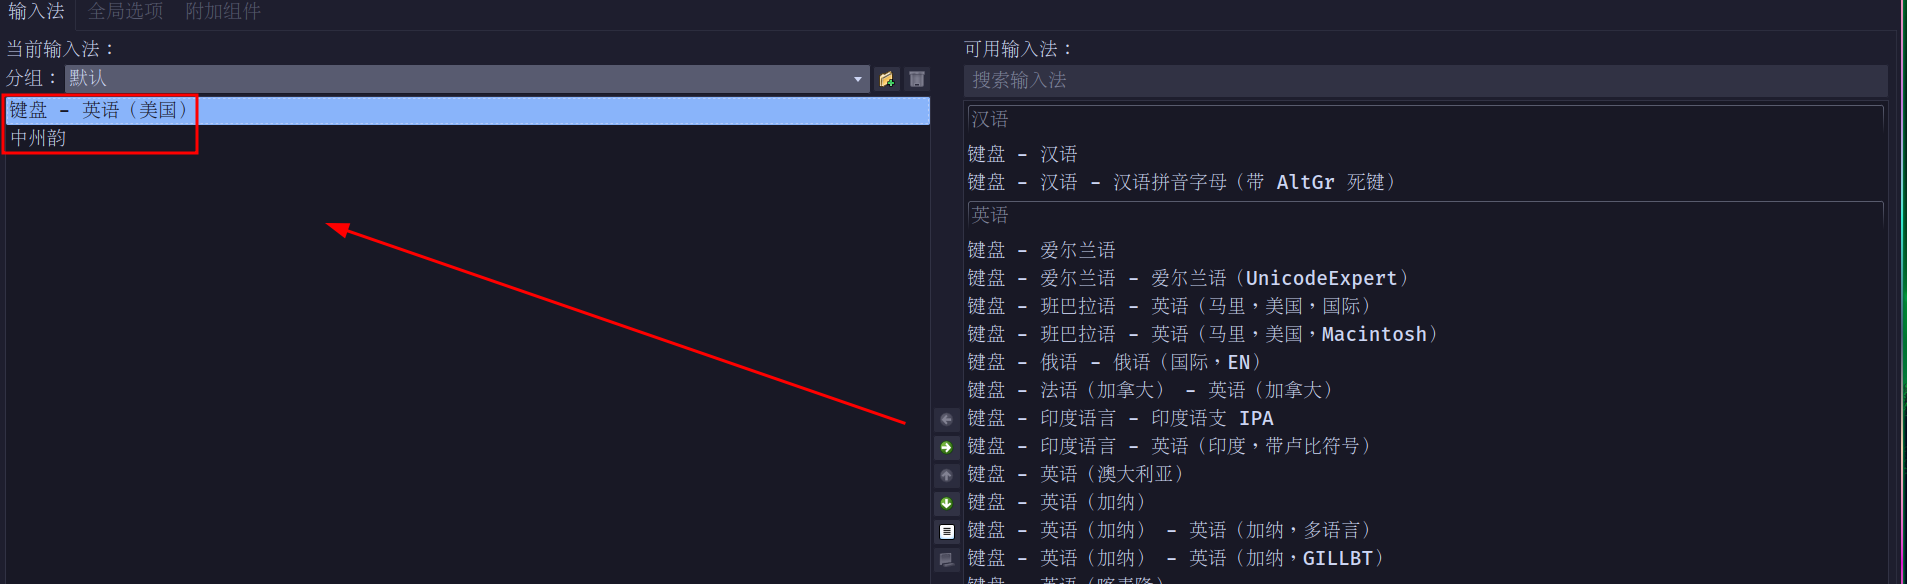 输入法 全局选项 附加组件
当前输入法：
分组： 默认
键盘 - 英语（美国）
中州韵
可用输入法：
搜索输入法
汉语
键盘 - 汉语
键盘 - 汉语 - 汉语拼音字母（带 AltGr 死键）
英语
键盘 - 爱尔兰语
键盘 - 爱尔兰语 - 爱尔兰语（UnicodeExpert）
键盘 - 班巴拉语 - 英语（马里，美国，国际）
键盘 - 班巴拉语 - 英语（马里，美国，Macintosh）
键盘 - 俄语 - 俄语（国际，EN）
键盘 - 法语（加拿大） - 英语（加拿大）
键盘 - 印度语言 - 印度语支 IPA
键盘 - 印度语言 - 英语（印度，带卢比符号）
键盘 - 英语（澳大利亚）
键盘 - 英语（加纳）
键盘 - 英语（加纳） - 英语（加纳，多语言）
键盘 - 英语（加纳） - 英语（加纳，GILLBT）